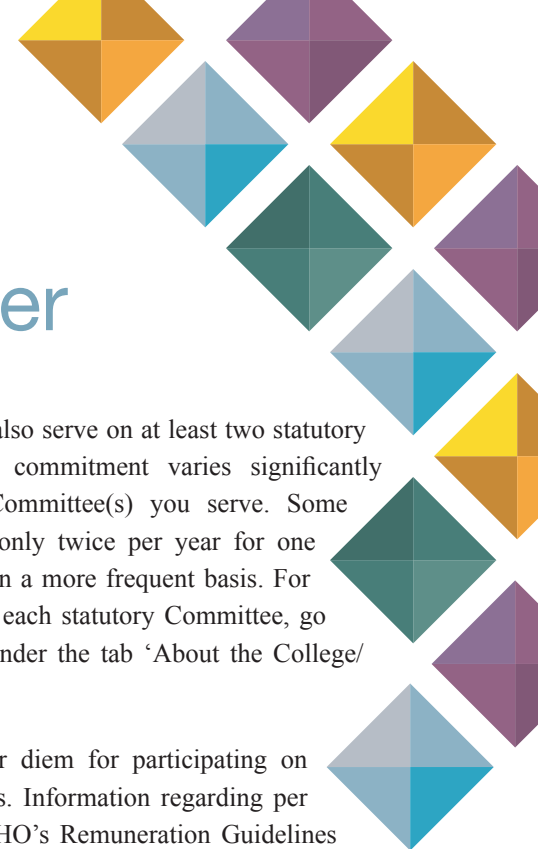 er
also serve on at least two statutory
commitment varies significantly
ommittee(s) you serve. Some
only twice per year for one
n a more frequent basis. For
each statutory Committee, go
nder the tab ‘About the College/
r diem for participating on
s. Information regarding per
HO’s Remuneration Guidelines